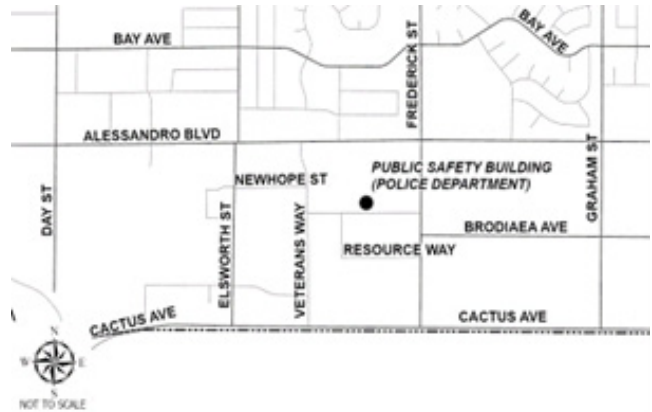 BAY AVE
BAY AVE
FREDERICK ST
ALESSANDRO BLVD
GRAHAM ST
PUBLIC SAFETY BUILDING
(POLICE DEPARTMENT)
NEWHOPE ST
DAY ST
ELSWORTH ST
VETERANS WAY
BRODIAEA AVE
RESOURCE WAY
CACTUS AVE
CACTUS AVE
N
W
E
S
NOT TO SCALE